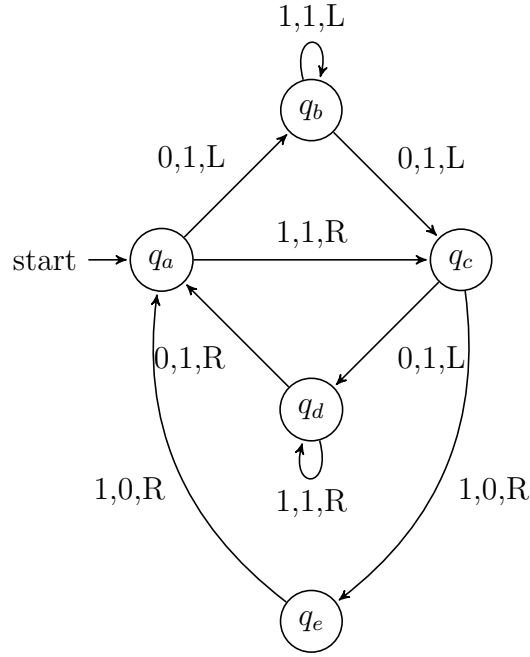 1,1,L
q_b
0,1,L
0,1,L
1,1,R
start
q_a
q_c
0,1,R
0,1,L
q_d
1,1,R
1,0,R
1,0,R
q_e